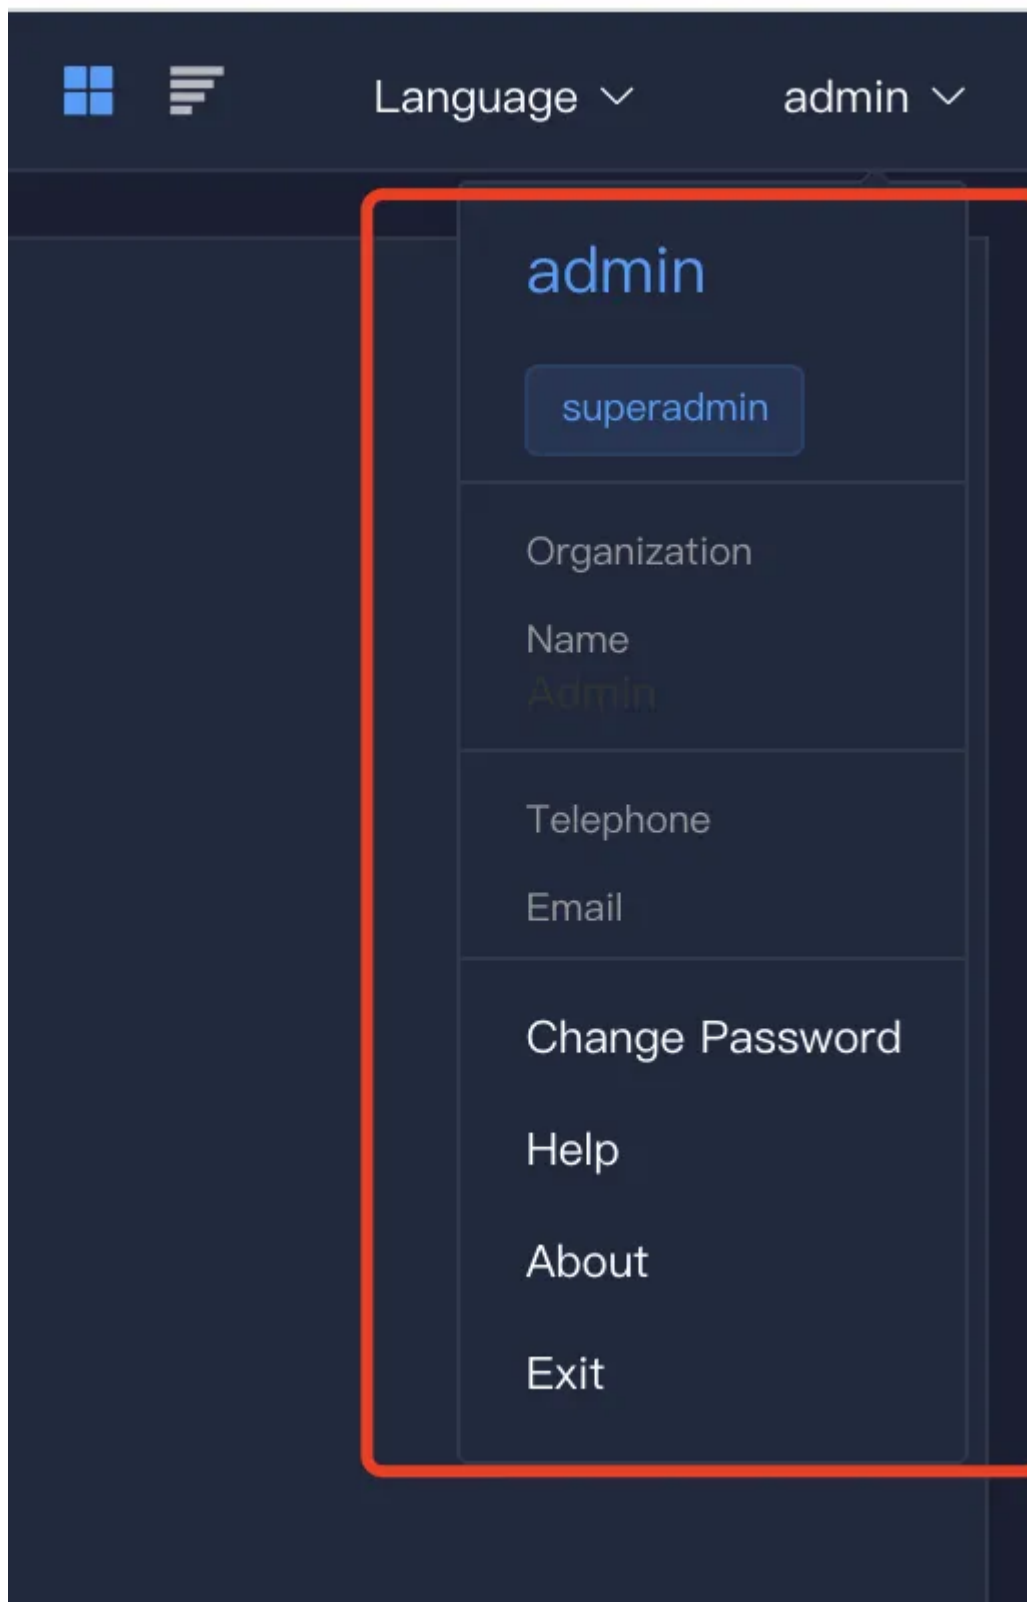 Language
admin
admin
superadmin
Organization
Name
Admin
Telephone
Email
Change Password
Help
About
Exit